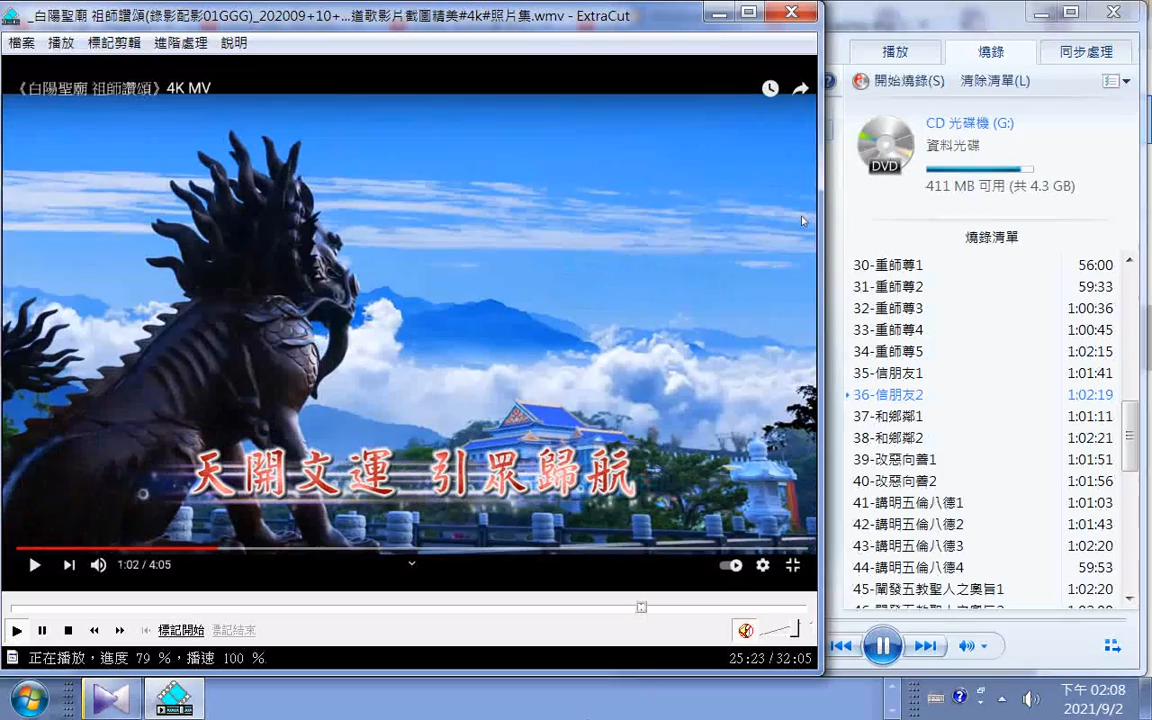 _白陽聖廟 祖師讚頌(錄影配影01GGG)_202009+10+...道歌影片截圖精美#4k#照片集.wmv - ExtraCut
檔案 播放 標記剪輯 進階處理 說明
《白陽聖廟 祖師讚頌》4K MV
天開文運 引眾歸航
1:02 / 4:05
標記開始 標記結束
正在播放，進度 79 %，播速 100 %.
25:23 / 32:05
播放 燒錄 同步處理
開始燒錄(S) 清除清單(L)
CD 光碟機 (G:)
資料光碟
DVD
411 MB 可用 (共 4.3 GB)
燒錄清單
30-重師尊1 56:00
31-重師尊2 59:33
32-重師尊3 1:00:36
33-重師尊4 1:00:45
34-重師尊5 1:02:15
35-信朋友1 1:01:41
36-信朋友2 1:02:19
37-和鄉鄰1 1:01:11
38-和鄉鄰2 1:02:21
39-改惡向善1 1:01:51
40-改惡向善2 1:01:56
41-講明五倫八德1 1:01:03
42-講明五倫八德2 1:01:43
43-講明五倫八德3 1:02:20
44-講明五倫八德4 59:53
45-闡發五教聖人之奧旨1 1:02:20
下午 02:08
2021/9/2